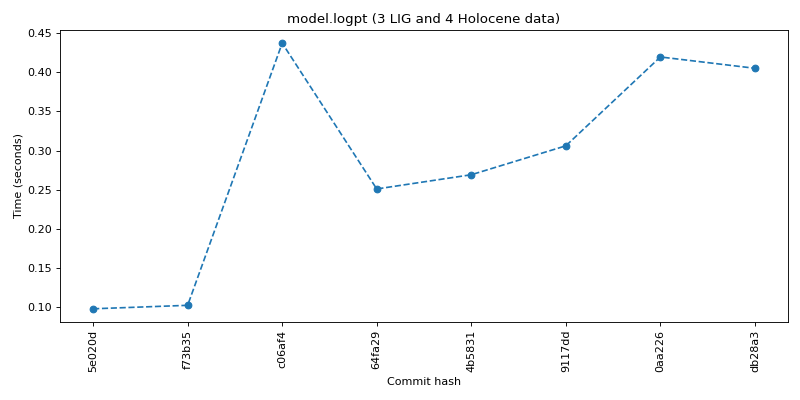 model.logpt (3 LIG and 4 Holocene data)
Time (seconds)
0.45
0.40
0.35
0.30
0.25
0.20
0.15
0.10
5e020d
f73b35
c06af4
64fa29
4b5831
9117dd
0aa226
db28a3
Commit hash